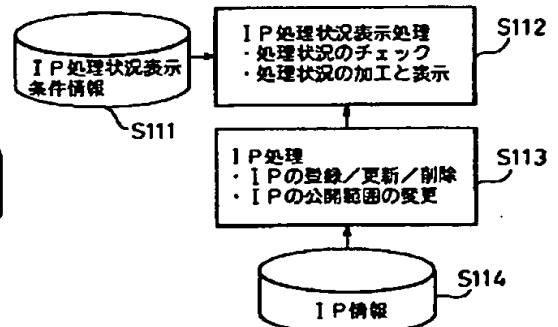 IP処理状況表示
条件情報
S111
IP処理状況表示処理
・処理状況のチェック
・処理状況の加工と表示
S112
IP処理
・IPの登録／更新／削除
・IPの公開範囲の変更
S113
IP情報
S114